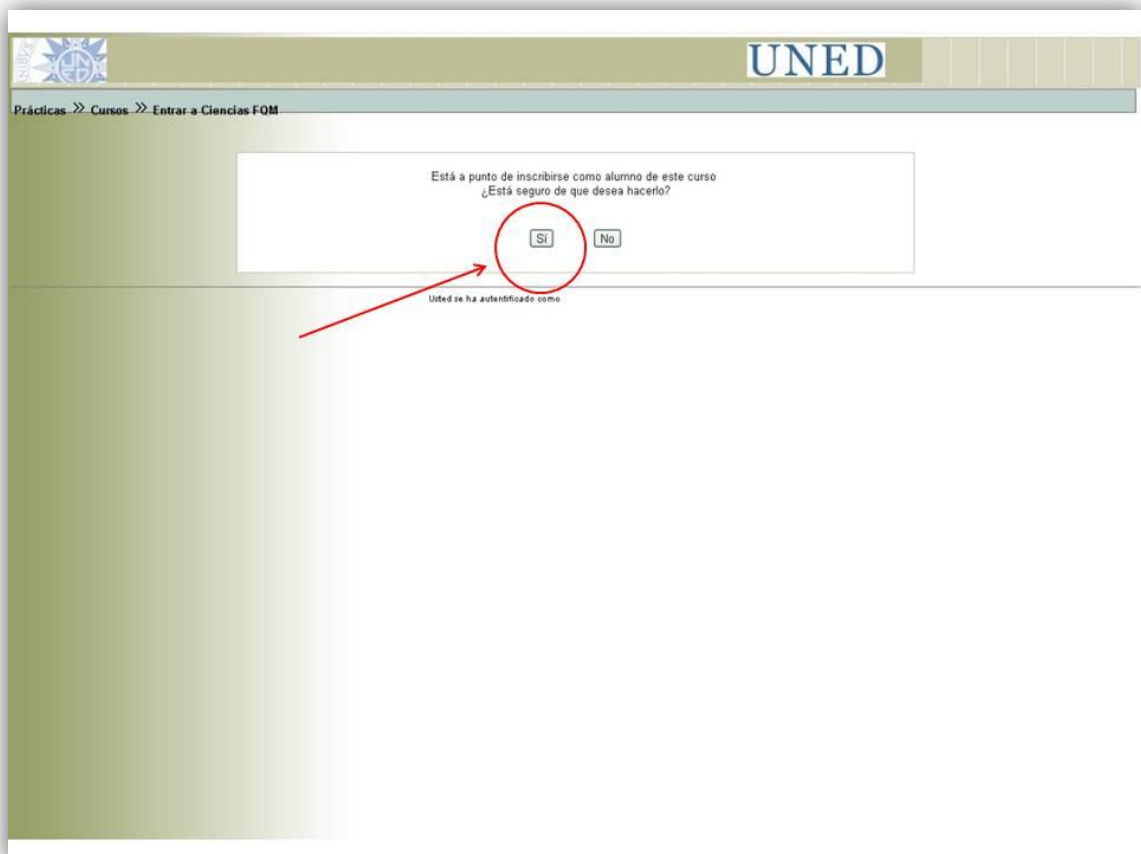 UNED
Prácticas >> Cursos >> Entrar a Ciencias FQM
Está a punto de inscribirse como alumno de este curso
¿Está seguro de que desea hacerlo?
Sí No
Usted se ha autentificado como